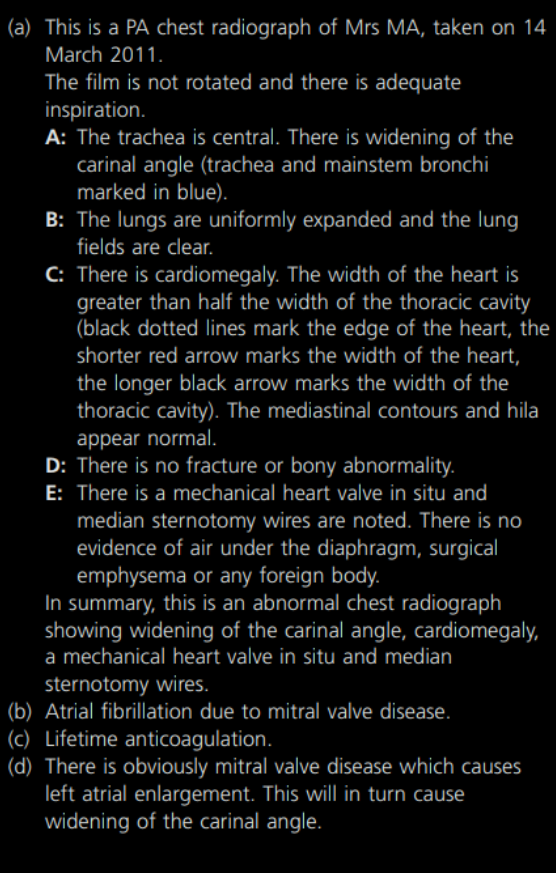 (a) This is a PA chest radiograph of Mrs MA, taken on 14
March 2011.
The film is not rotated and there is adequate
inspiration.
A: The trachea is central. There is widening of the
carinal angle (trachea and mainstem bronchi
marked in blue).
B: The lungs are uniformly expanded and the lung
fields are clear.
C: There is cardiomegaly. The width of the heart is
greater than half the width of the thoracic cavity
(black dotted lines mark the edge of the heart, the
shorter red arrow marks the width of the heart,
the longer black arrow marks the width of the
thoracic cavity). The mediastinal contours and hila
appear normal.
D: There is no fracture or bony abnormality.
E: There is a mechanical heart valve in situ and
median sternotomy wires are noted. There is no
evidence of air under the diaphragm, surgical
emphysema or any foreign body.
In summary, this is an abnormal chest radiograph
showing widening of the carinal angle, cardiomegaly,
a mechanical heart valve in situ and median
sternotomy wires.
(b) Atrial fibrillation due to mitral valve disease.
(c) Lifetime anticoagulation.
(d) There is obviously mitral valve disease which causes
left atrial enlargement. This will in turn cause
widening of the carinal angle.